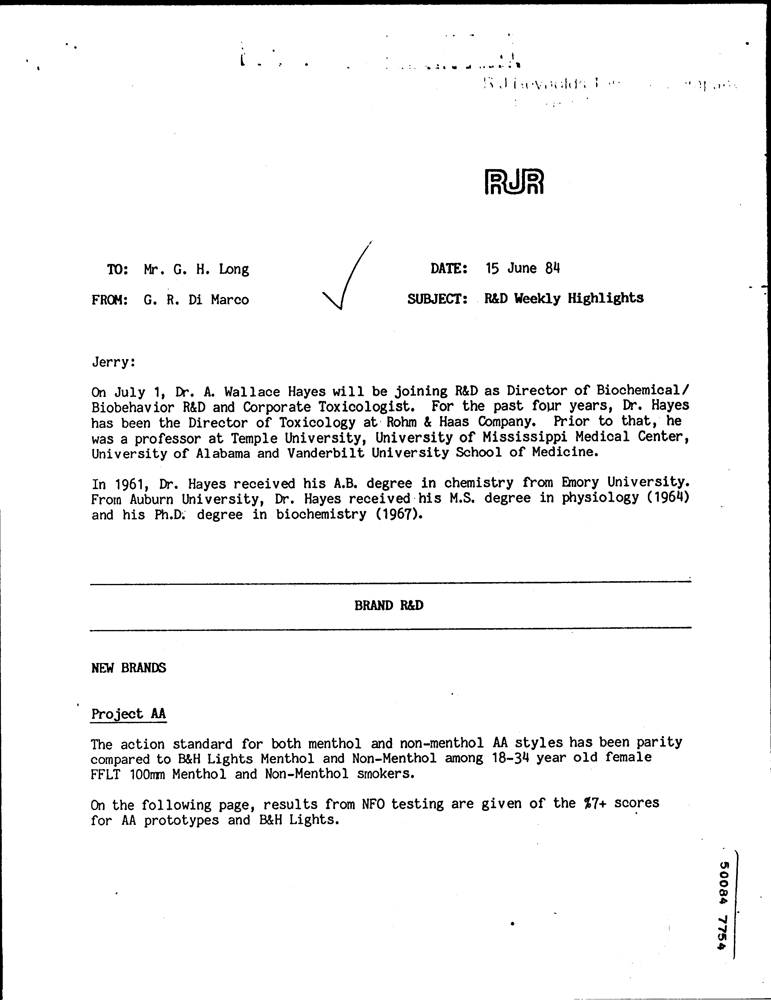 RJR
TO: Mr. G. H. Long
DATE: 15 June 84
FROM: G. R. Di Marco
SUBJECT: R&D Weekly Highlights
Jerry:
On July 1, Dr. A. Wallace Hayes will be joining R&D as Director of Biochemical/
Biobehavior R&D and Corporate Toxicologist. For the past four years, Dr. Hayes
has been the Director of Toxicology at Rohm & Haas Company. Prior to that, he
was a professor at Temple University, University of Mississippi Medical Center,
University of Alabama and Vanderbilt University School of Medicine.
In 1961, Dr. Hayes received his A.B. degree in chemistry from Emory University.
From Auburn University, Dr. Hayes received his M.S. degree in physiology (1964)
and his Ph.D. degree in biochemistry (1967).
BRAND R&D
NEW BRANDS
Project AA
The action standard for both menthol and non-menthol AA styles has been parity
compared to B&H Lights Menthol and Non-Menthol among 18-34 year old female
FFLT 100mm Menthol and Non-Menthol smokers.
On the following page, results from NFO testing are given of the %7+ scores
for AA prototypes and B&H Lights.
50084 7754